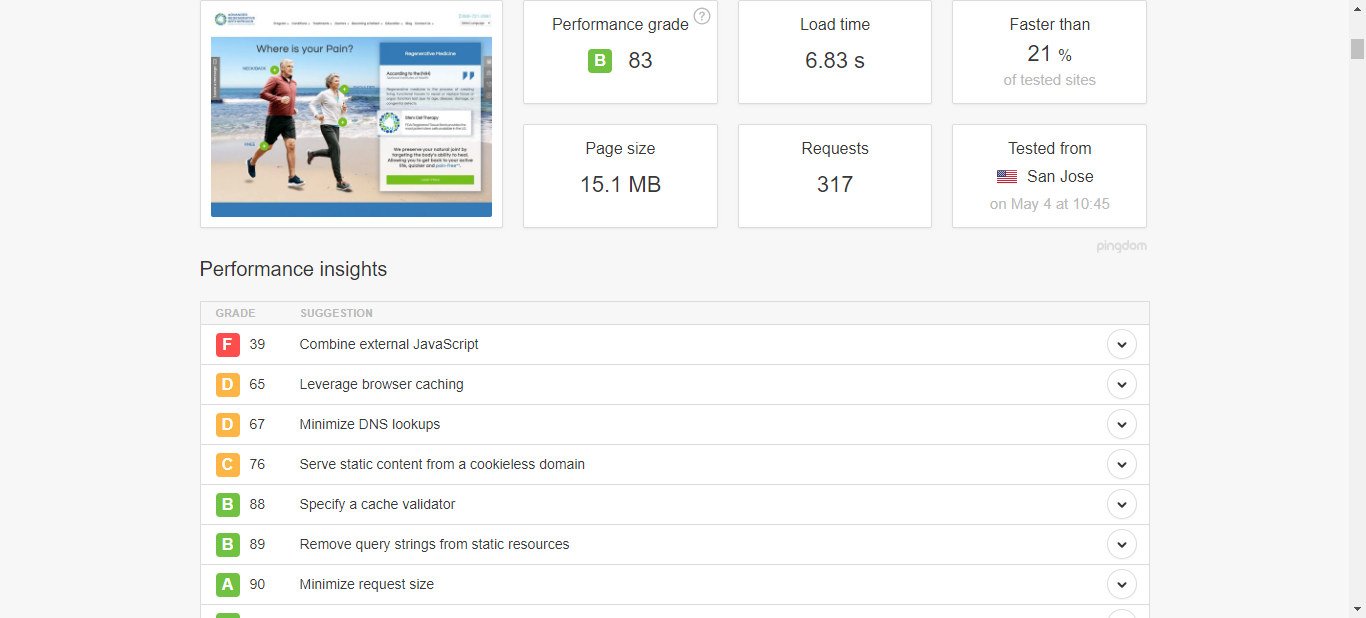 Where is your Pain?
Regenerative Medicine
According to the (NIH)
Stem Cell Therapy
We preserve your natural joint by
targeting the body's ability to heal.
Allowing you to get back to your active
life, quicker and pain-free
Performance grade ?
B 83
Load time
6.83 s
Faster than
21 %
of tested sites
Page size
15.1 MB
Requests
317
Tested from
San Jose
on May 4 at 10:45
pingdom
Performance insights
GRADE SUGGESTION
F 39 Combine external JavaScript
D 65 Leverage browser caching
D 67 Minimize DNS lookups
C 76 Serve static content from a cookieless domain
B 88 Specify a cache validator
B 89 Remove query strings from static resources
A 90 Minimize request size